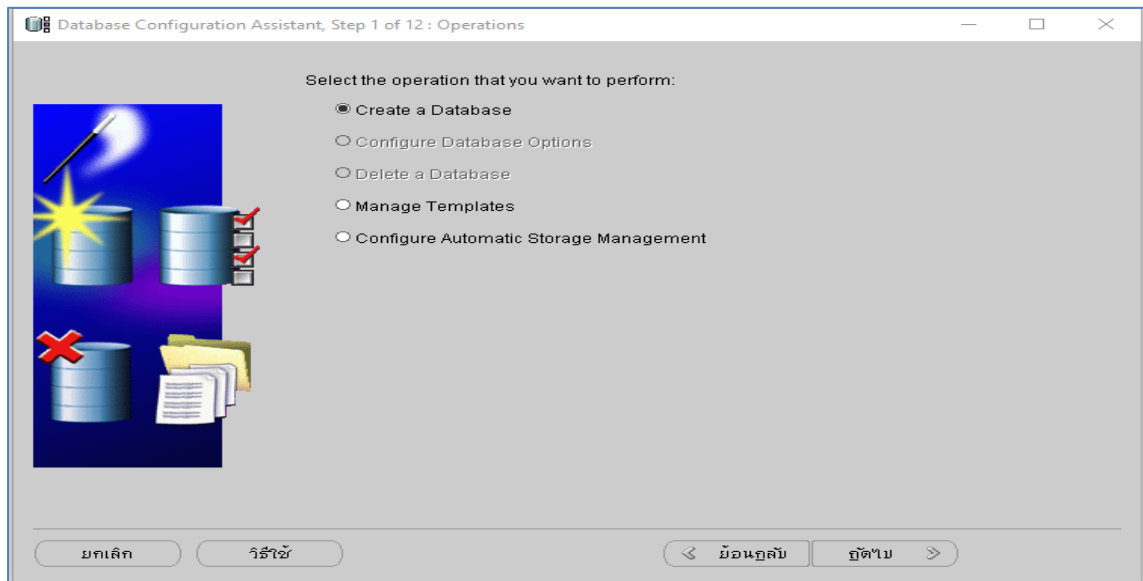 Database Configuration Assistant, Step 1 of 12 : Operations
Select the operation that you want to perform:
Create a Database
Configure Database Options
Delete a Database
Manage Templates
Configure Automatic Storage Management
ยกเลิก วิธีใช้ ย้อนกลับ ถัดไป